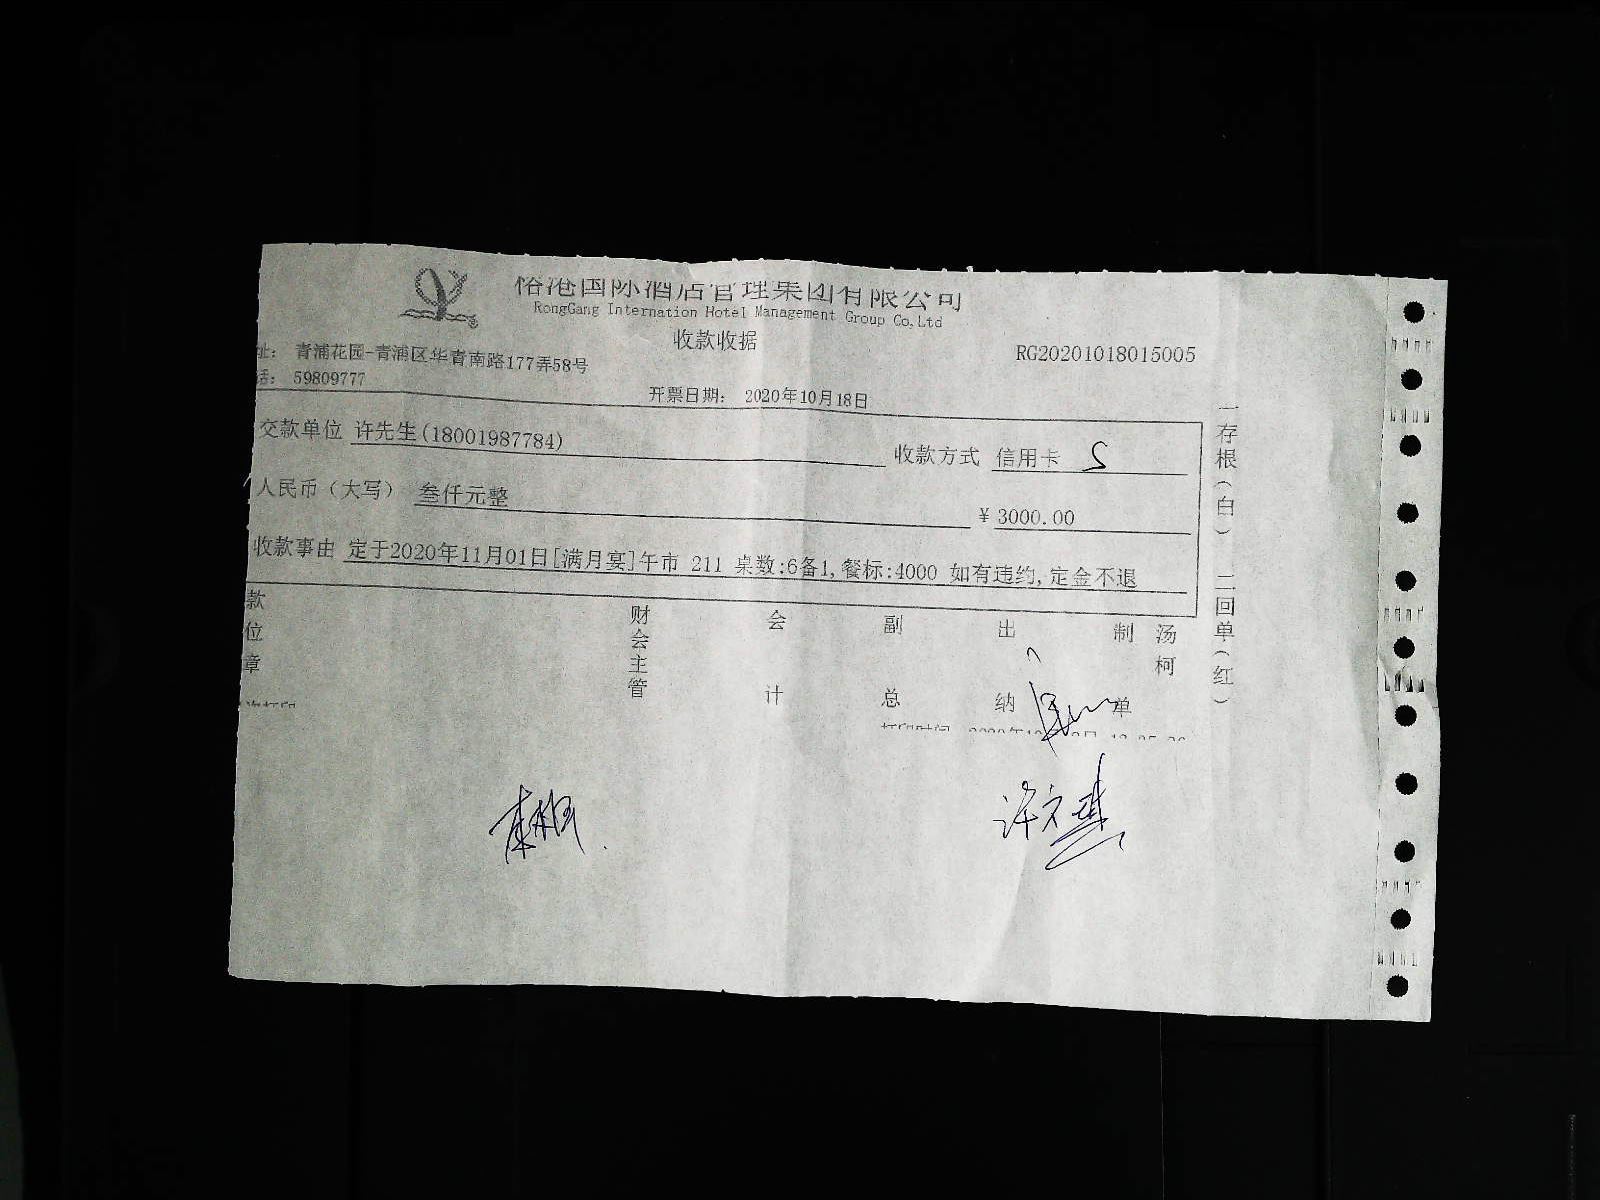 榕港国际酒店管理集团有限公司
RongGang Internation Hotel Management Group Co,Ltd
收款收据
址: 青浦花园-青浦区华青南路177弄58号
RG20201018015005
话: 59809777
开票日期: 2020年10月18日
交款单位 许先生(18001987784)
收款方式 信用卡
人民币(大写) 叁仟元整
¥3000.00
收款事由 定于2020年11月01日[满月宴]午市 211 桌数:6备1,餐标:4000 如有违约,定金不退
款位章
财会主管
会计
副总
出纳
制单
汤柯
一存根(白) 二回单(红)
打印时间